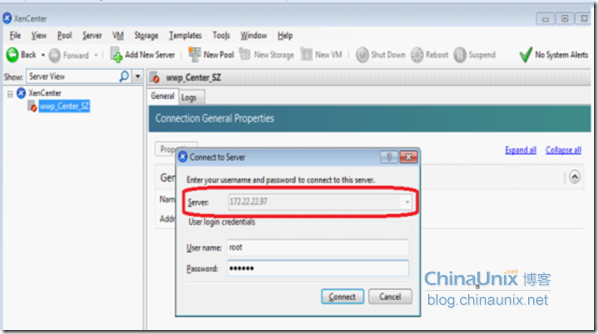 XenCenter
File View Pool Server VM Storage Templates Tools Window Help
Back Forward Add New Server New Pool New Storage New VM Shut Down Reboot Suspend No System Alerts
Show: Server View wwp_Center_SZ
XenCenter
wwp_Center_SZ
General Logs
Connection General Properties
Expand all Collapse all
Connect to Server
Enter your username and password to connect to this server.
Server: 172.22.22.97
User login credentials
User name: root
Password: ••••••
Connect Cancel
ChinaUnix.net 博客
blog.chinaunix.net